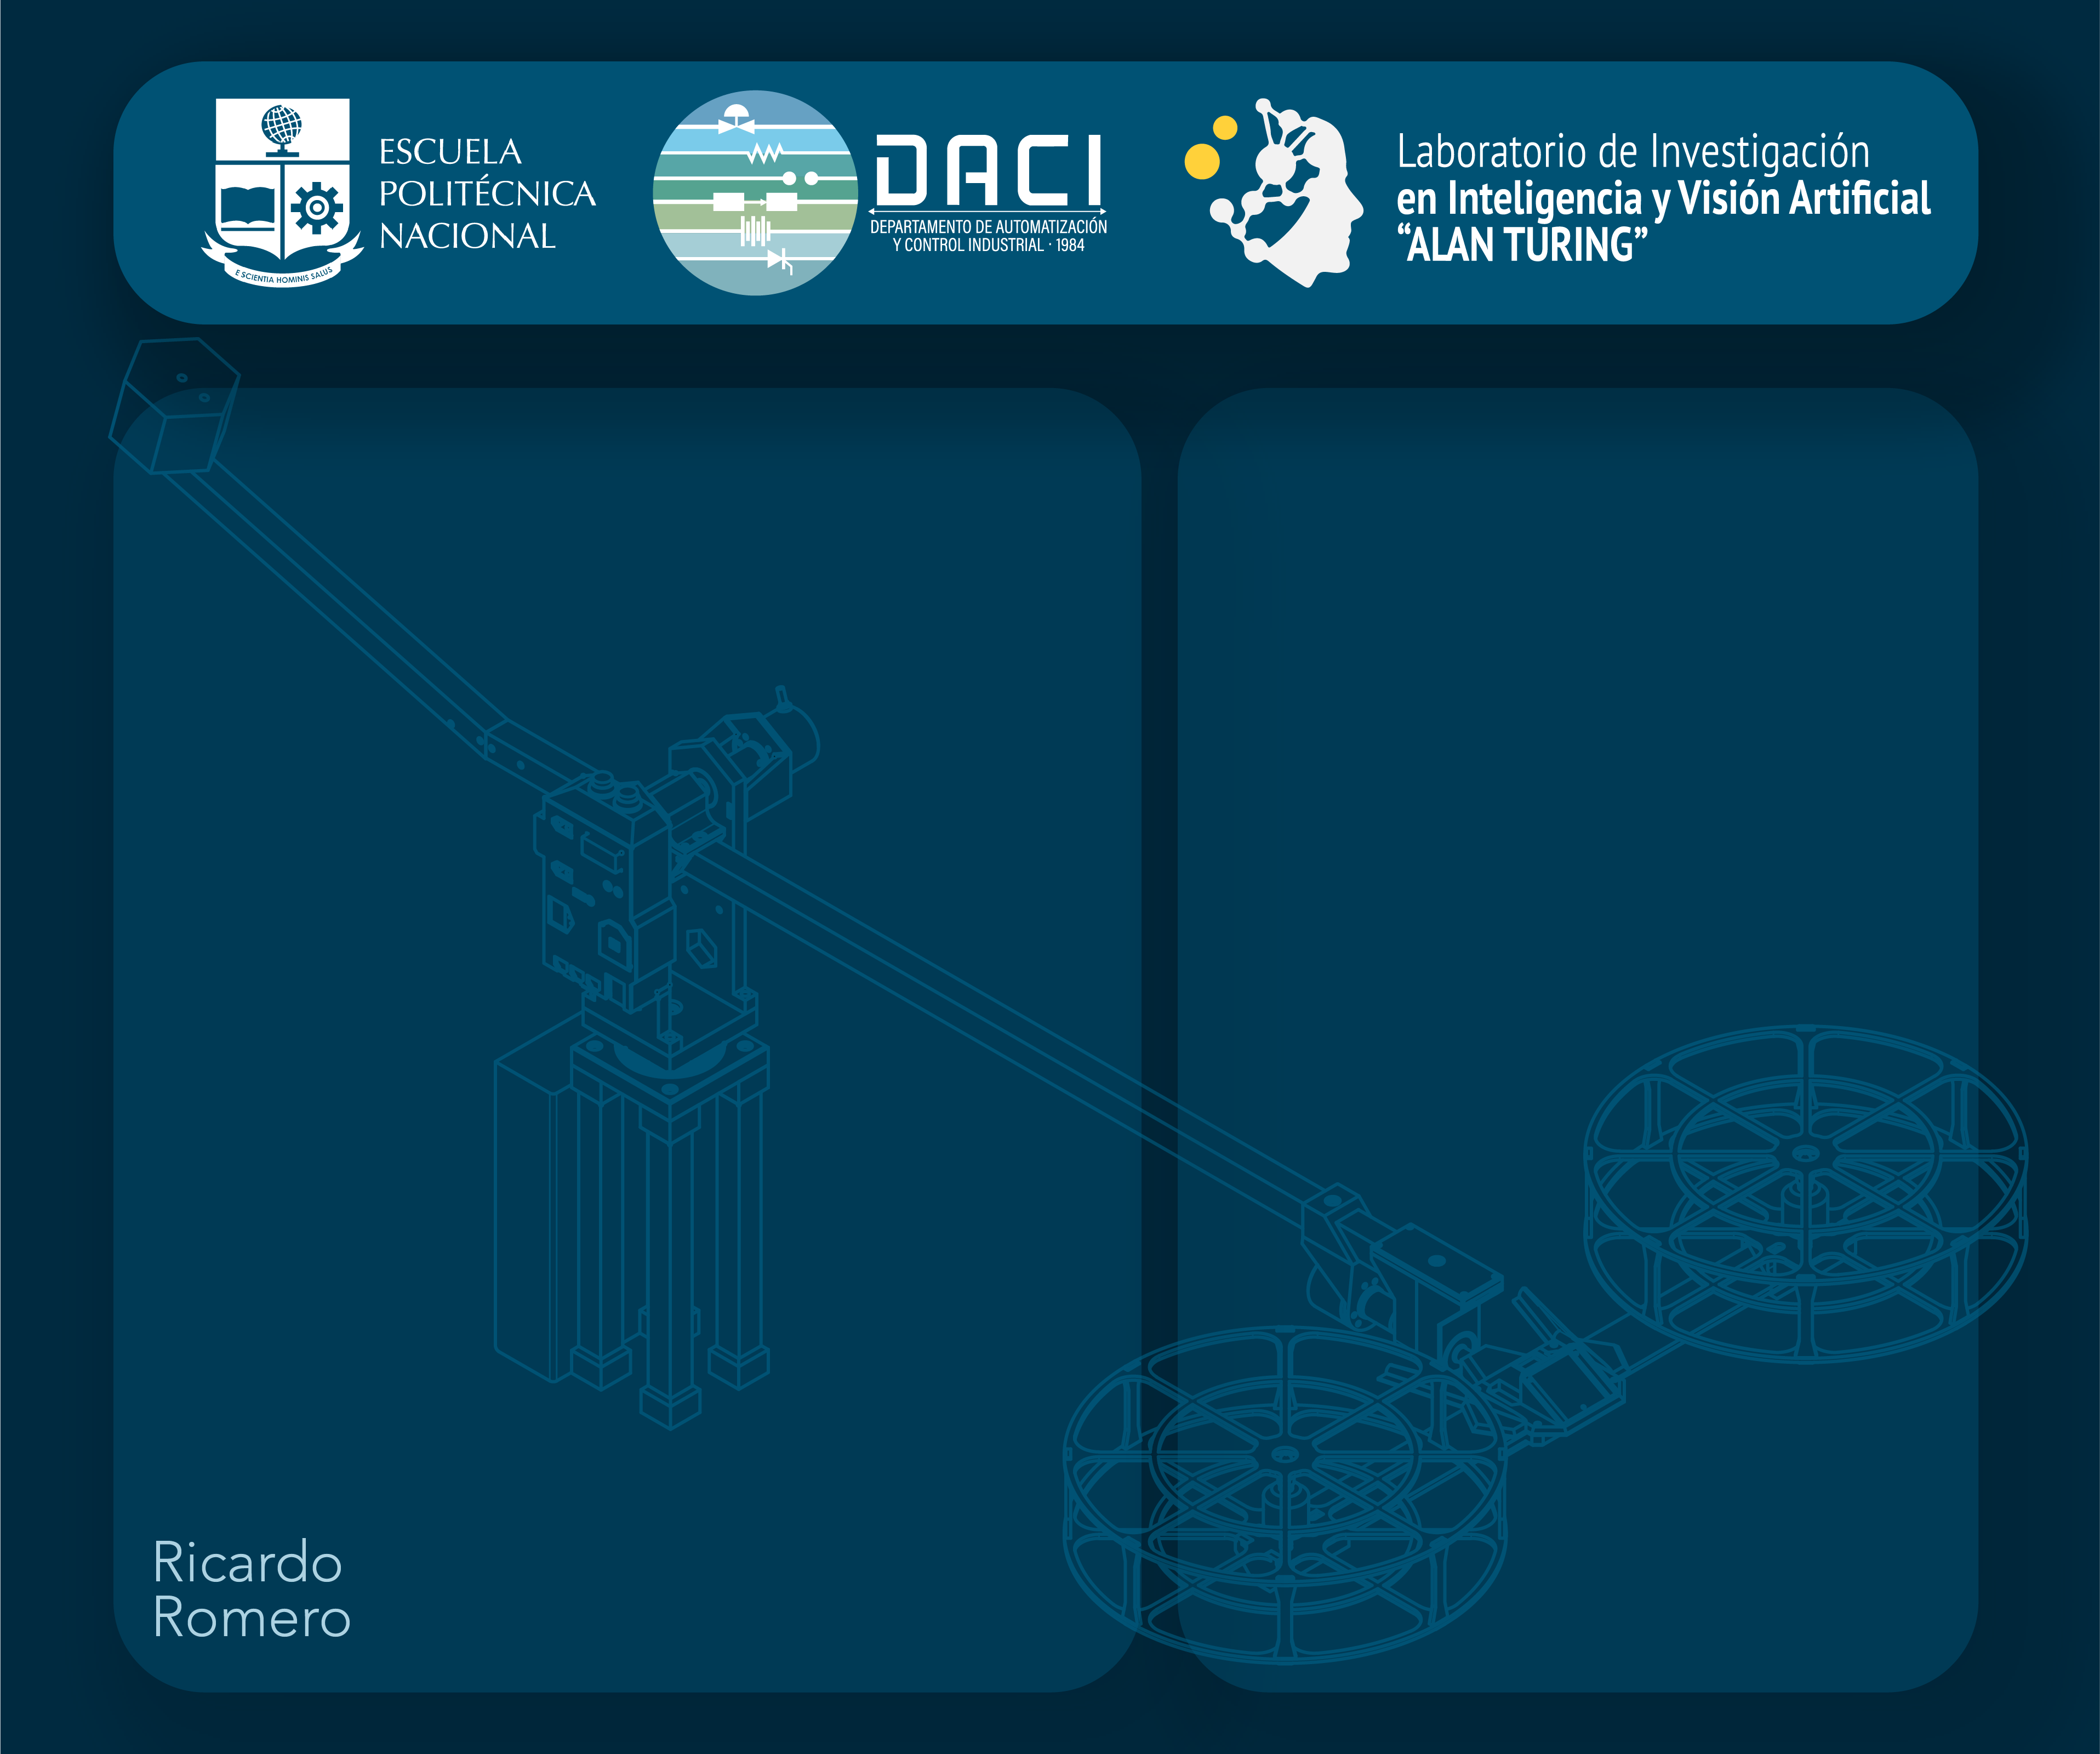 ESCUELA
POLITÉCNICA
NACIONAL
E SCIENTIA HOMINIS SALUS
DACI
DEPARTAMENTO DE AUTOMATIZACIÓN
Y CONTROL INDUSTRIAL · 1984
Laboratorio de Investigación
en Inteligencia y Visión Artificial
“ALAN TURING”
Ricardo
Romero